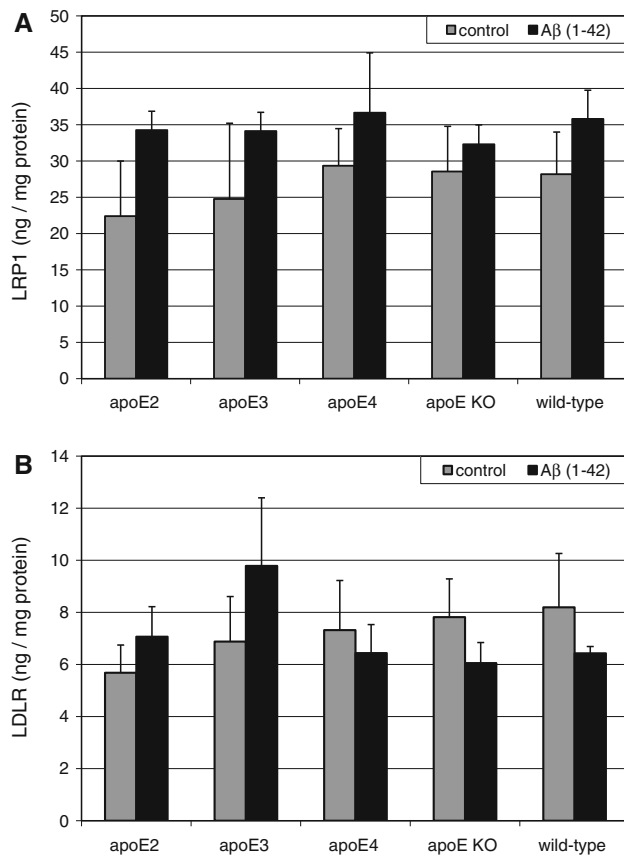 A
control Aβ (1-42)
LRP1 (ng / mg protein)
50
45
40
35
30
25
20
15
10
5
0
apoE2 apoE3 apoE4 apoE KO wild-type
B
control Aβ (1-42)
LDLR (ng / mg protein)
14
12
10
8
6
4
2
0
apoE2 apoE3 apoE4 apoE KO wild-type